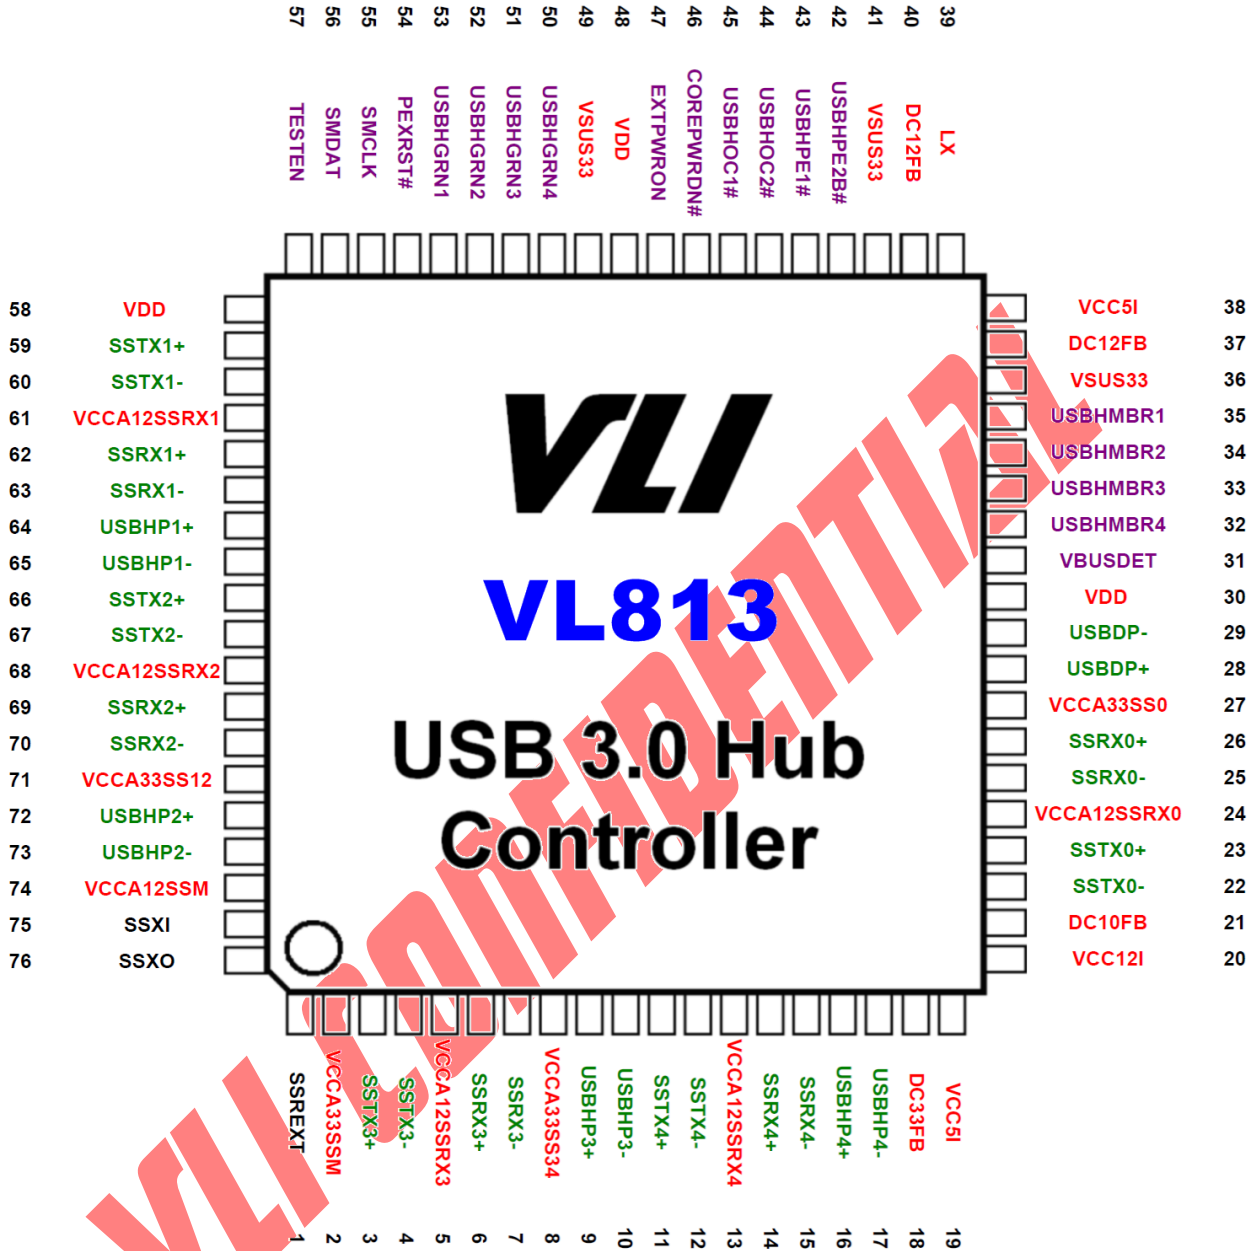 57 56 55 54 53 52 51 50 49 48 47 46 45 44 43 42 41 40 39
TESTEN
SMDAT
SMCLK
PEXRST#
USBHGRN1
USBHGRN2
USBHGRN3
USBHGRN4
VSUS33
VDD
EXTPWRON
COREPWRDN#
USBHOC1#
USBHOC2#
USBHPE1#
USBHPE2B#
VSUS33
DC12FB
LX
58 VDD
59 SSTX1+
60 SSTX1-
61 VCCA12SSRX1
62 SSRX1+
63 SSRX1-
64 USBHP1+
65 USBHP1-
66 SSTX2+
67 SSTX2-
68 VCCA12SSRX2
69 SSRX2+
70 SSRX2-
71 VCCA33SS12
72 USBHP2+
73 USBHP2-
74 VCCA12SSM
75 SSXI
76 SSXO
VLI
VL813
USB 3.0 Hub
Controller
VLI CONFIDENTIAL
VCC5I 38
DC12FB 37
VSUS33 36
USBHMBR1 35
USBHMBR2 34
USBHMBR3 33
USBHMBR4 32
VBUSDET 31
VDD 30
USBDP- 29
USBDP+ 28
VCCA33SS0 27
SSRX0+ 26
SSRX0- 25
VCCA12SSRX0 24
SSTX0+ 23
SSTX0- 22
DC10FB 21
VCC12I 20
SSREXT
VCCA33SSM
SSTX3+
SSTX3-
VCCA12SSRX3
SSRX3+
SSRX3-
VCCA33SS34
USBHP3+
USBHP3-
SSTX4+
SSTX4-
VCCA12SSRX4
SSRX4+
SSRX4-
USBHP4+
USBHP4-
DC33FB
VCC5I
1 2 3 4 5 6 7 8 9 10 11 12 13 14 15 16 17 18 19